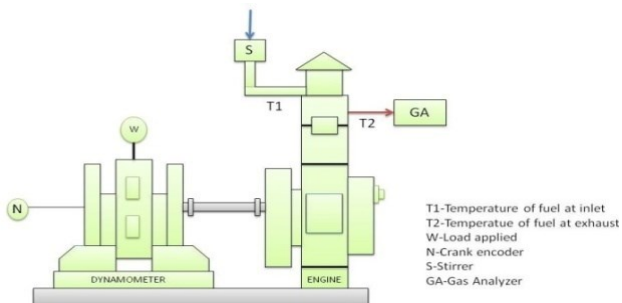 S
T1
T2
GA
W
N
T1-Temperature of fuel at inlet
T2-Temperatue of fuel at exhaust
W-Load applied
N-Crank encoder
S-Stirrer
GA-Gas Analyzer
DYNAMOMETER
ENGINE